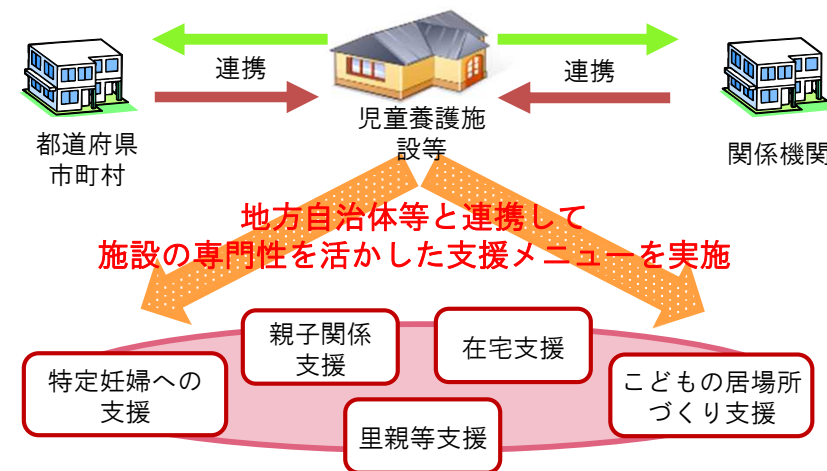 連携
連携
都道府県
市町村
児童養護施
設等
関係機関
地方自治体等と連携して
施設の専門性を活かした支援メニューを実施
親子関係
支援
在宅支援
特定妊婦への
支援
こどもの居場所
づくり支援
里親等支援